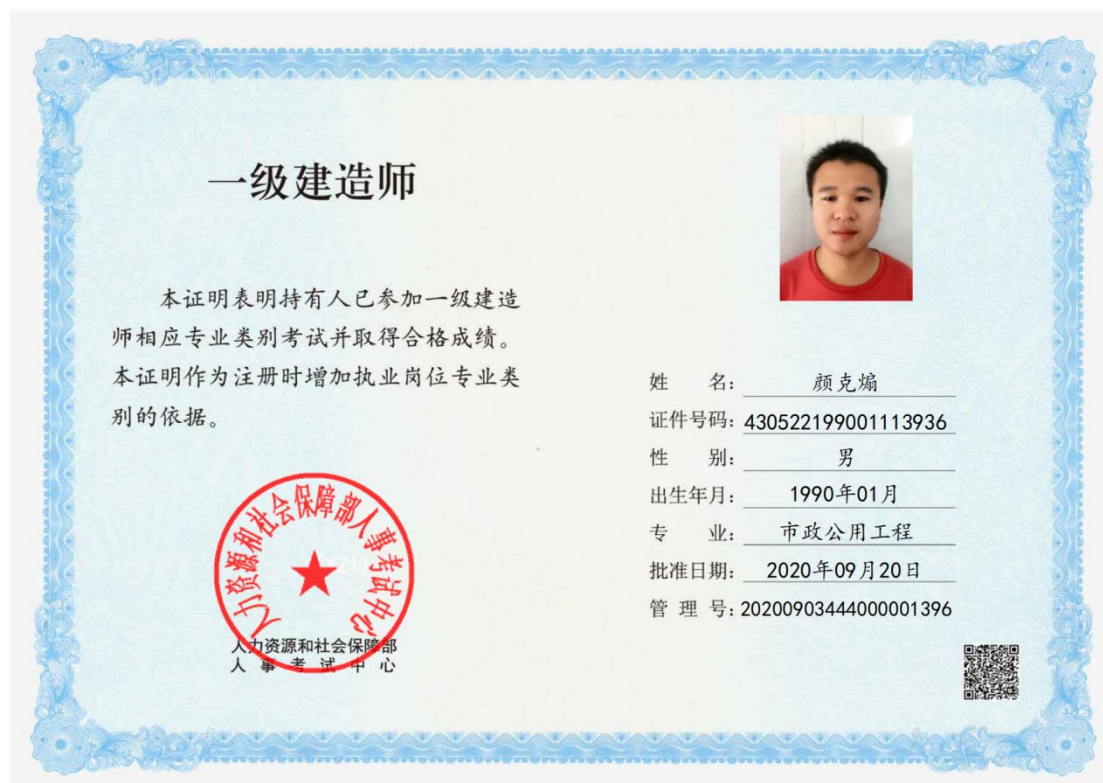 一级建造师
本证明表明持有人已参加一级建造
师相应专业类别考试并取得合格成绩。
本证明作为注册时增加执业岗位专业类
别的依据。
人力资源和社会保障部人事考试中心
人力资源和社会保障部
人事考试中心
姓 名: 颜克煸
证件号码: 430522199001113936
性 别: 男
出生年月: 1990年01月
专 业: 市政公用工程
批准日期: 2020年09月20日
管 理 号: 20200903444000001396